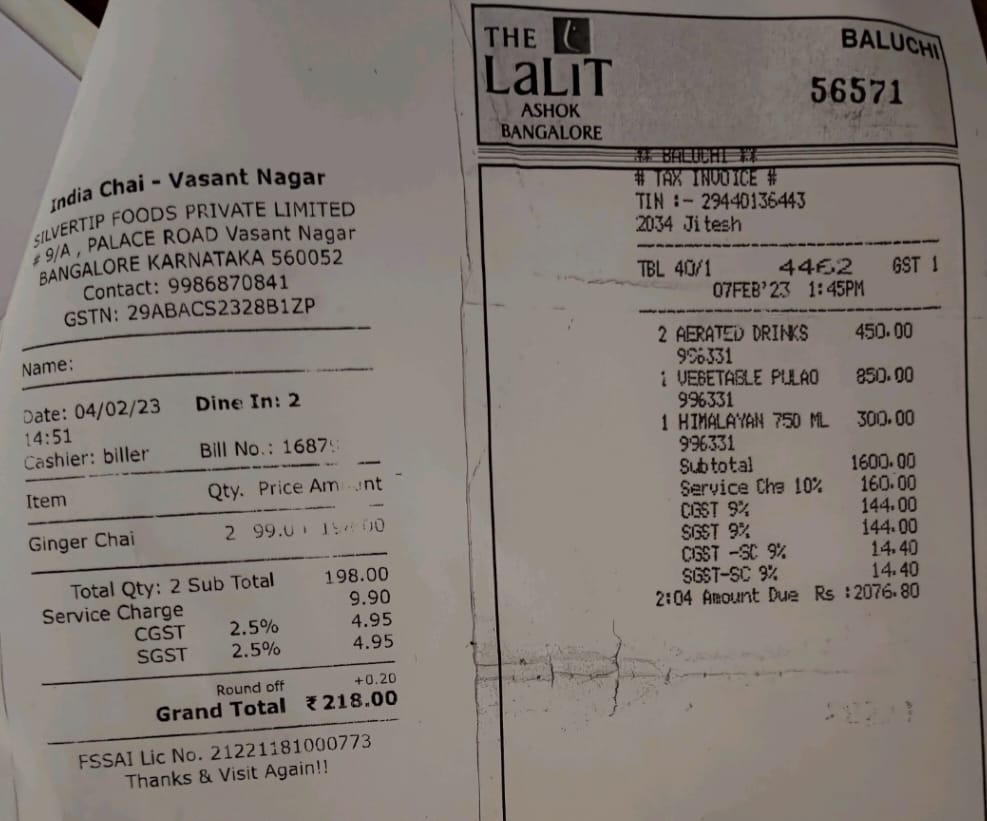 India Chai - Vasant Nagar
SILVERTIP FOODS PRIVATE LIMITED
# 9/A , PALACE ROAD Vasant Nagar
BANGALORE KARNATAKA 560052
Contact: 9986870841
GSTN: 29ABACS2328B1ZP
Name:
Date: 04/02/23 Dine In: 2
14:51
Cashier: biller Bill No.:
Item Qty. Price
Ginger Chai 2
Total Qty: 2 Sub Total 198.00
Service Charge 9.90
CGST 2.5% 4.95
SGST 2.5% 4.95
Round off +0.20
Grand Total ₹ 218.00
FSSAI Lic No. 21221181000773
Thanks & Visit Again!!
THE
LaLiT
ASHOK
BANGALORE
BALUCHI
56571
** BALUCHI **
# TAX INVOICE #
TIN :- 29440136443
2034 Jitesh
TBL 40/1 4462 GST 1
07FEB'23 1:45PM
2 AERATED DRINKS 450.00
996331
1 VEGETABLE PULAO 850.00
996331
1 HIMALAYAN 750 ML 300.00
996331
Subtotal 1600.00
Service Chg 10% 160.00
CGST 9% 144.00
SGST 9% 144.00
CGST -SC 9% 14.40
SGST-SC 9% 14.40
2:04 Amount Due Rs :2076.80